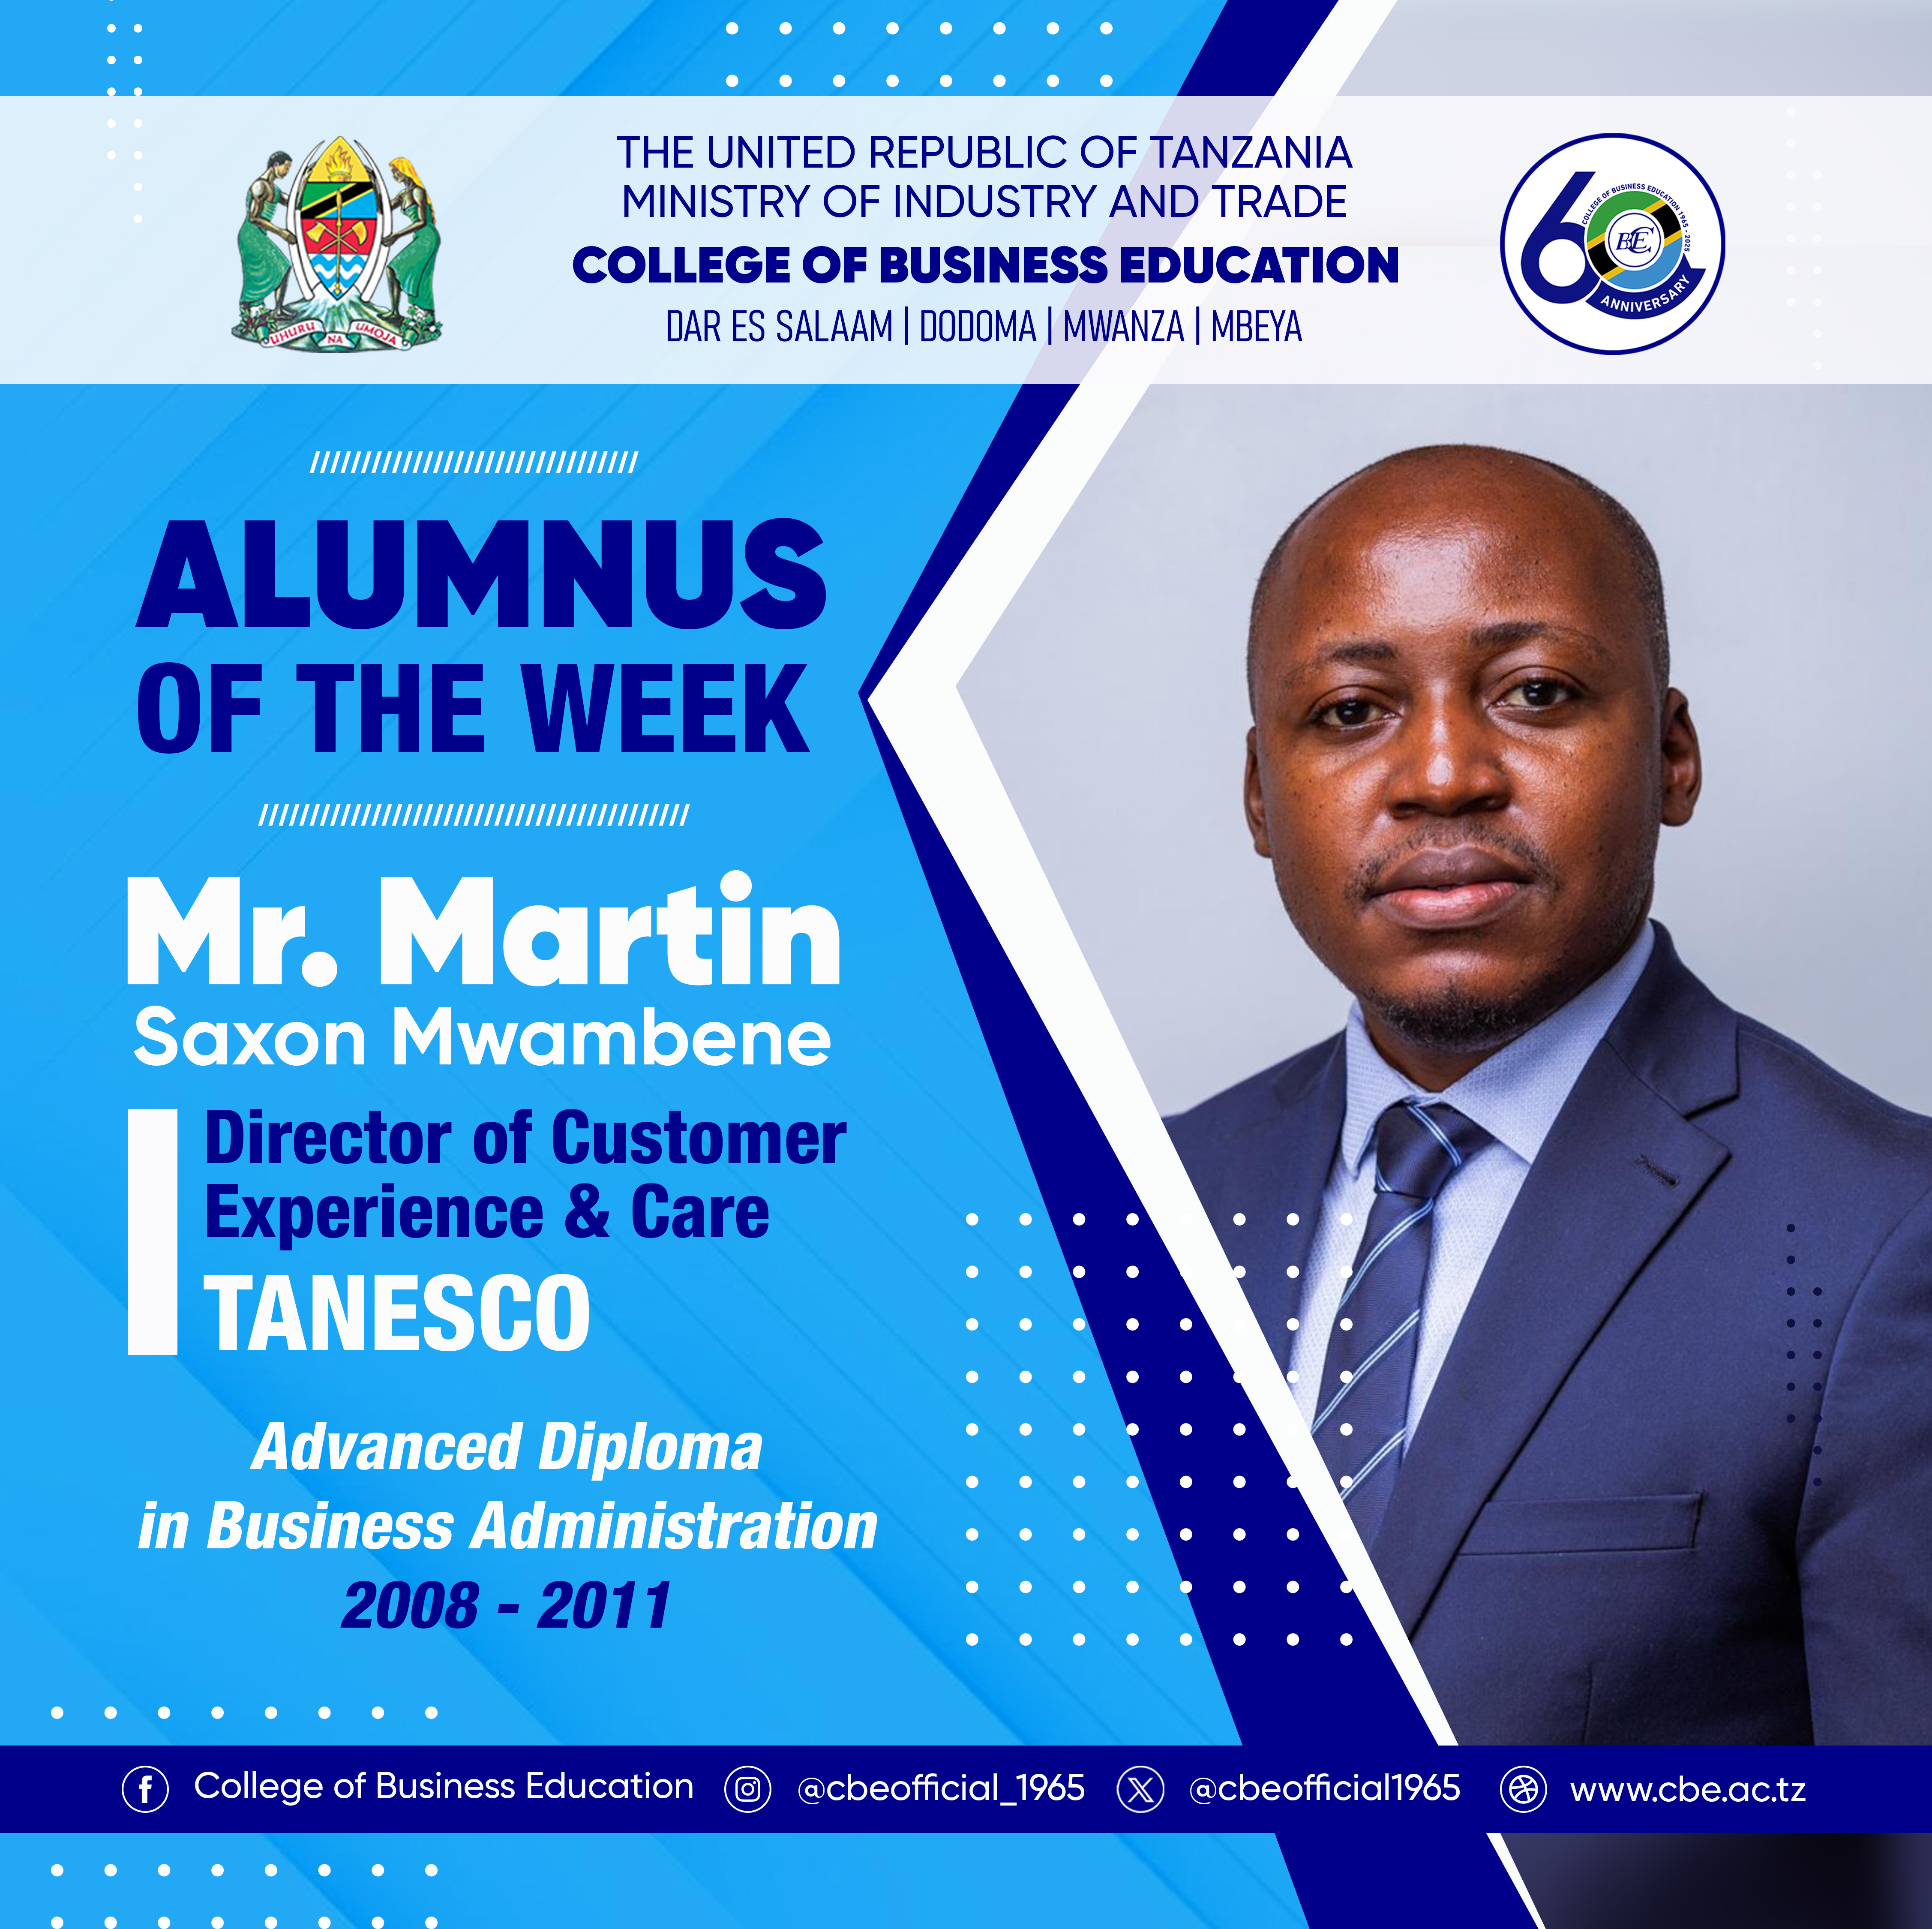 THE UNITED REPUBLIC OF TANZANIA
MINISTRY OF INDUSTRY AND TRADE
COLLEGE OF BUSINESS EDUCATION
DAR ES SALAAM | DODOMA | MWANZA | MBEYA
UHURU NA UMOJA
60
COLLEGE OF BUSINESS EDUCATION 1965 - 2025
CBE
ANNIVERSARY
ALUMNUS
OF THE WEEK
Mr. Martin
Saxon Mwambene
Director of Customer
Experience & Care
TANESCO
Advanced Diploma
in Business Administration
2008 - 2011
College of Business Education @cbeofficial_1965 @cbeofficial1965 www.cbe.ac.tz